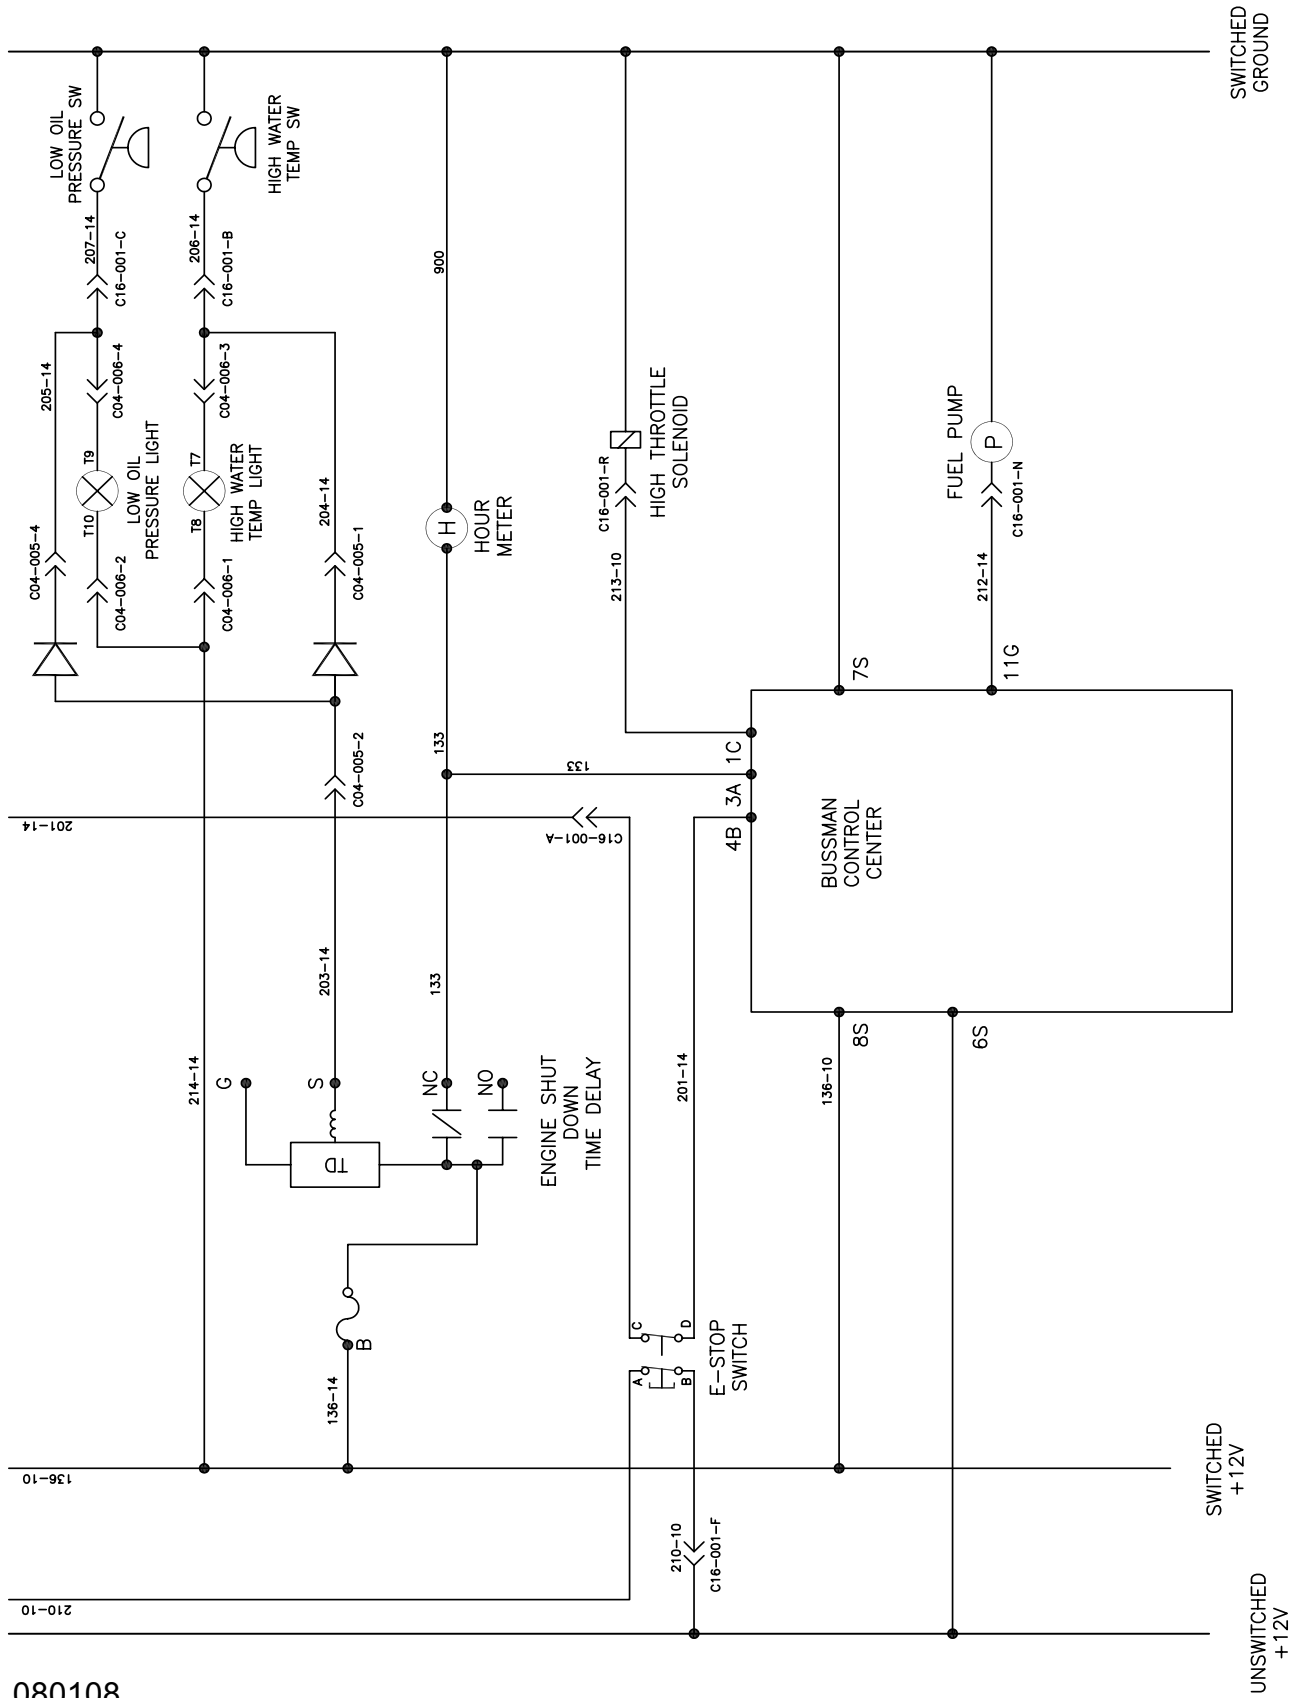 SWITCHED
GROUND
LOW OIL
PRESSURE SW
HIGH WATER
TEMP SW
207-14
C16-001-C
206-14
C16-001-B
900
205-14
C04-006-4
C04-006-3
T9
T10
LOW OIL
PRESSURE LIGHT
T7
T8
HIGH WATER
TEMP LIGHT
204-14
C04-005-4
C04-006-2
C04-006-1
C04-005-1
H
HOUR
METER
C16-001-R
HIGH THROTTLE
SOLENOID
213-10
FUEL PUMP
P
C16-001-N
212-14
7S
11G
1C
3A
4B
133
133
C04-005-2
201-14
C16-001-A
BUSSMAN
CONTROL
CENTER
203-14
133
214-14
G
S
NC
NO
TD
ENGINE SHUT
DOWN
TIME DELAY
201-14
136-10
8S
6S
B
136-14
C
D
A
B
E-STOP
SWITCH
136-10
SWITCHED
+12V
210-10
C16-001-F
210-10
UNSWITCHED
+12V
080108